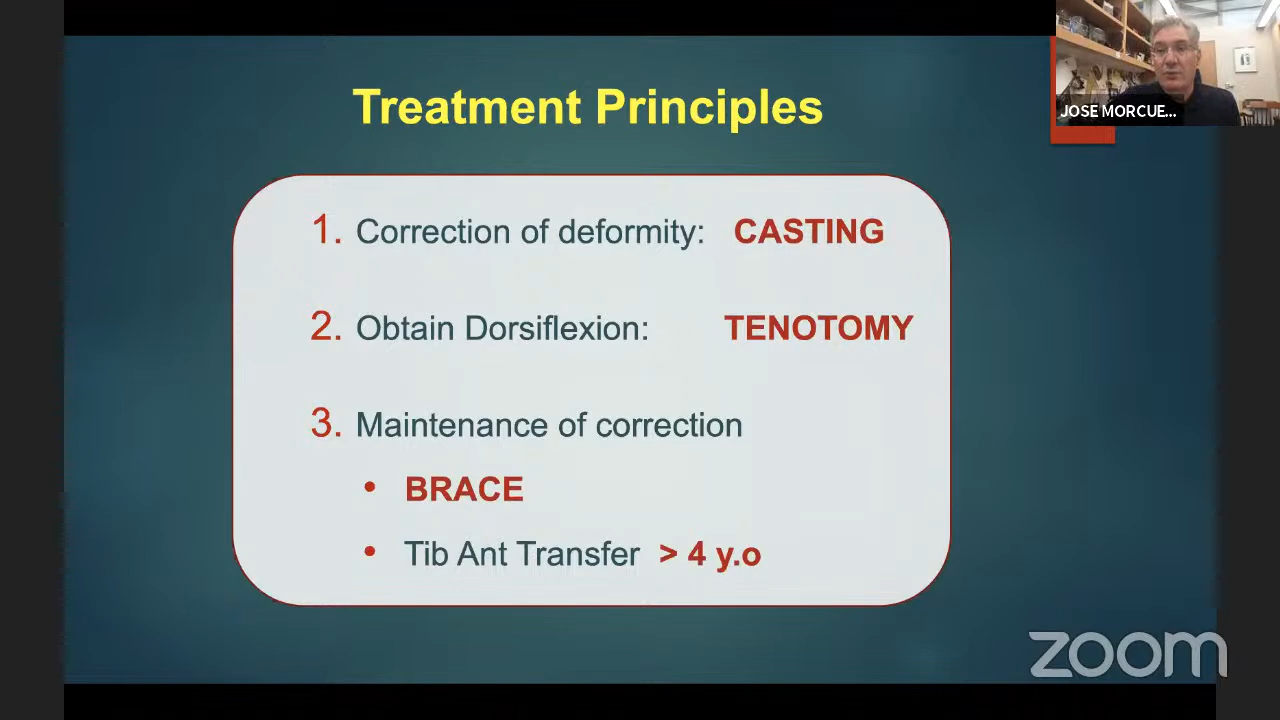 Treatment Principles
JOSE MORCUE...
1. Correction of deformity: CASTING
2. Obtain Dorsiflexion: TENOTOMY
3. Maintenance of correction
• BRACE
• Tib Ant Transfer > 4 y.o
zoom